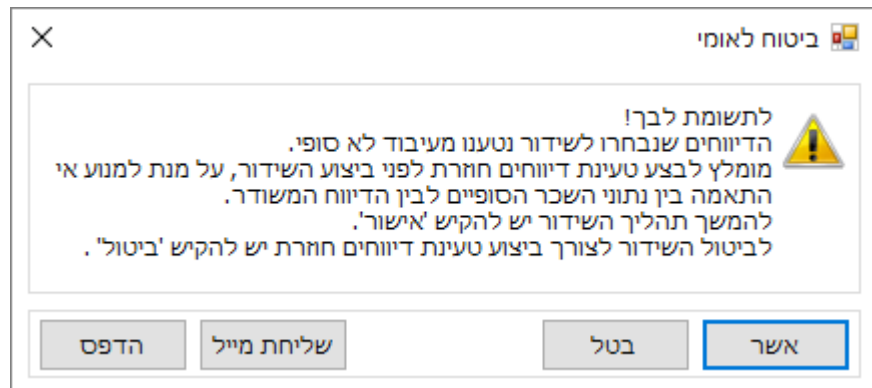 ביטוח לאומי
לתשומת לבך!
הדיווחים שנבחרו לשידור נטענו מעיבוד לא סופי.
מומלץ לבצע טעינת דיווחים חוזרת לפני ביצוע השידור, על מנת למנוע אי
התאמה בין נתוני השכר הסופיים לבין הדיווח המשודר.
להמשך תהליך השידור יש להקיש 'אישור'.
לביטול השידור לצורך ביצוע טעינת דיווחים חוזרת יש להקיש 'ביטול' .
אשר
בטל
שליחת מייל
הדפס